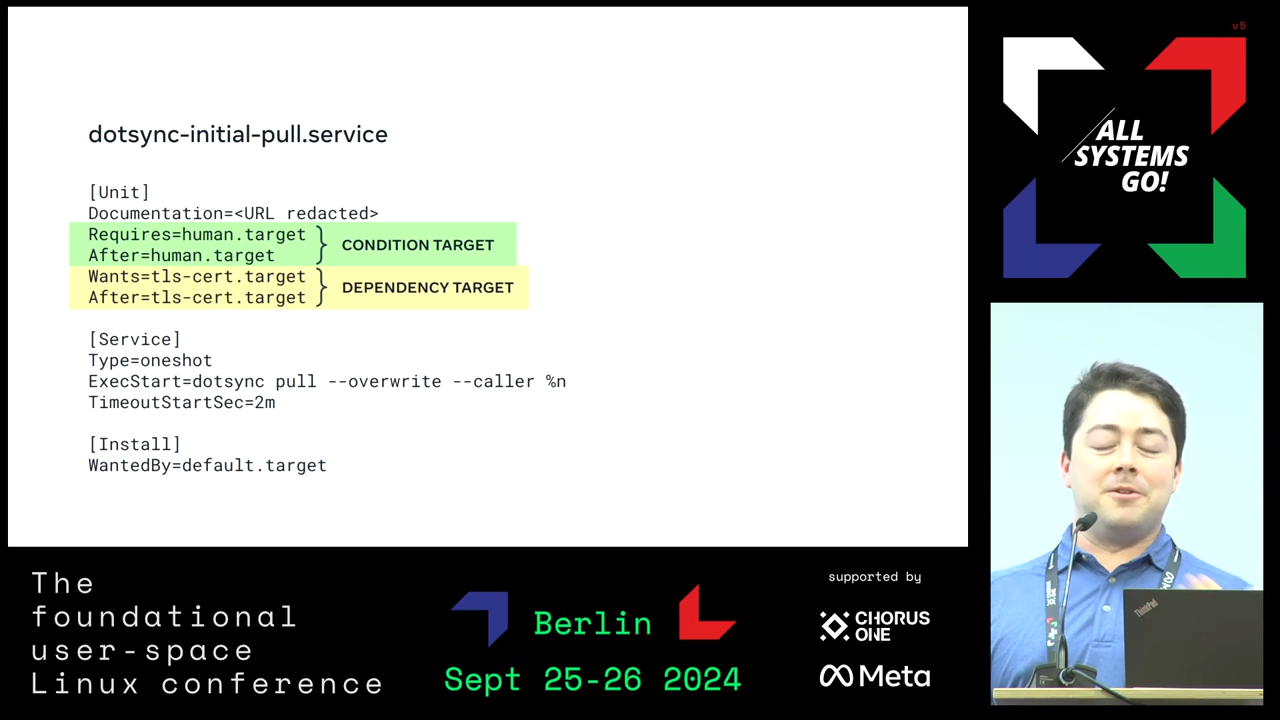 dotsync-initial-pull.service
[Unit]
Documentation=<URL redacted>
Requires=human.target
After=human.target
CONDITION TARGET
Wants=tls-cert.target
After=tls-cert.target
DEPENDENCY TARGET
[Service]
Type=oneshot
ExecStart=dotsync pull --overwrite --caller %n
TimeoutStartSec=2m
[Install]
WantedBy=default.target
v5
ALL
SYSTEMS
GO!
ThinkPad
The
foundational
user-space
Linux conference
Berlin
Sept 25-26 2024
supported by
CHORUS
ONE
Meta